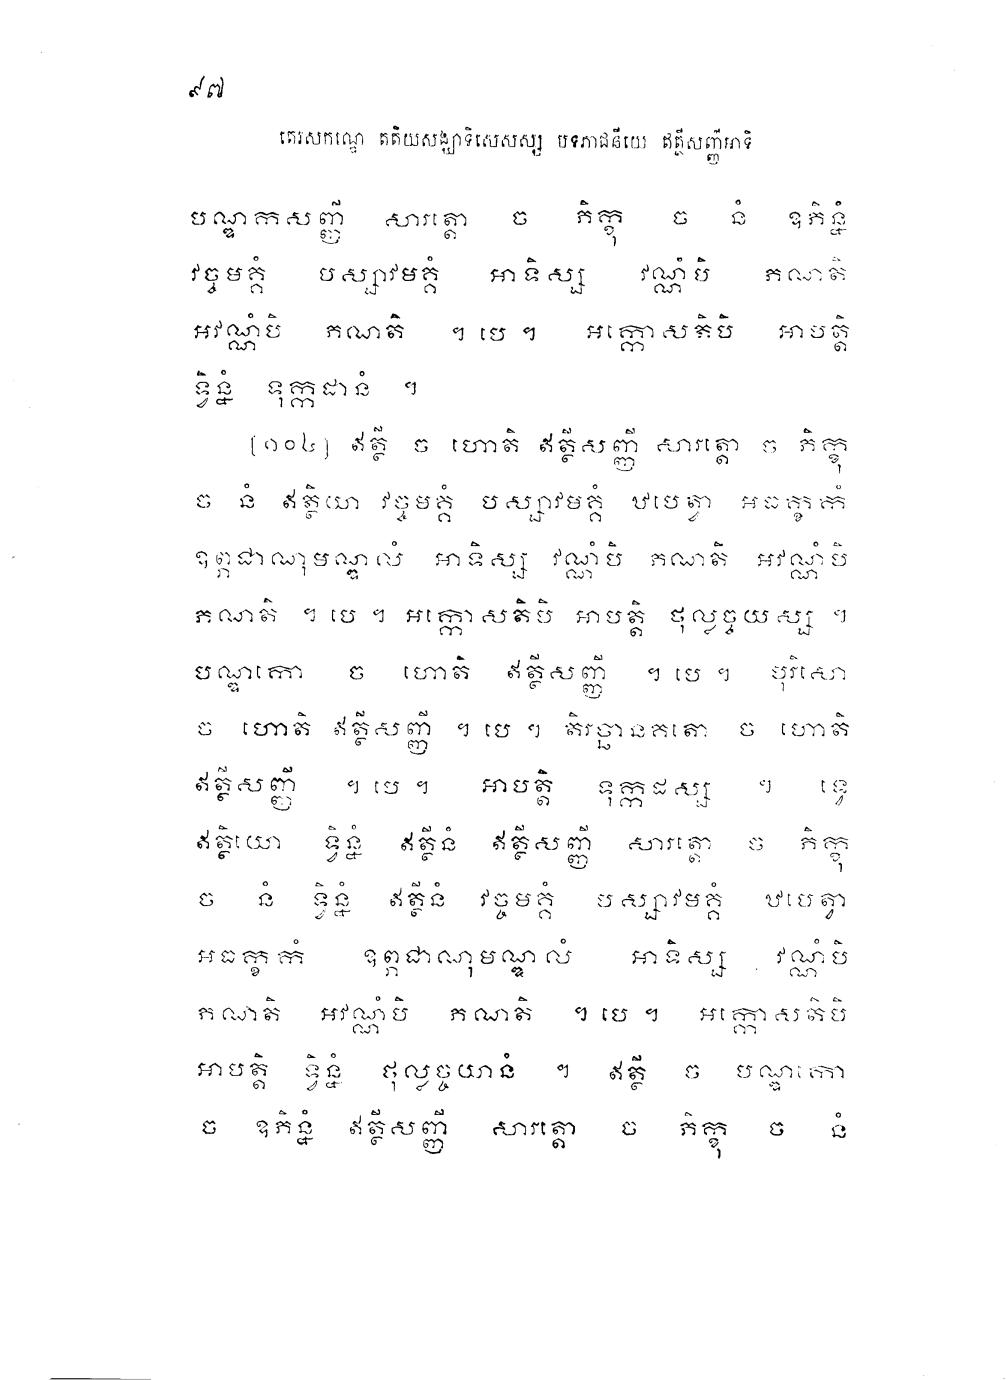 ៩៧
តេរសកណ្ឌេ តតិយសង្ឃាទិសេសស្ស បទភាជនីយេ ឥត្ថីសញ្ញីអាទិ
បណ្ឌកសញ្ញី សារត្តោ ច ភិក្ខុ ច នំ ឧភិន្នំ
វច្ចមគ្គំ បស្សាវមគ្គំ អាទិស្ស វណ្ណំបិ ភណតិ
អវណ្ណំបិ ភណតិ ។ បេ ។ អក្កោសតិបិ អាបត្តិ
ទ្វិន្នំ ទុក្កដានំ ។
[១០៤] ឥត្ថី ច ហោតិ ឥត្ថីសញ្ញី សារត្តោ ច ភិក្ខុ
ច នំ ឥត្ថិយា វច្ចមគ្គំ បស្សាវមគ្គំ ឋបេត្វា អធក្ខកំ
ឧព្ភជាណុមណ្ឌលំ អាទិស្ស វណ្ណំបិ ភណតិ អវណ្ណំបិ
ភណតិ ។ បេ ។ អក្កោសតិបិ អាបត្តិ ថុល្លច្ចយស្ស ។
បណ្ឌកោ ច ហោតិ ឥត្ថីសញ្ញី ។ បេ ។ បុរិសោ
ច ហោតិ ឥត្ថីសញ្ញី ។ បេ ។ តិរច្ឆានគតោ ច ហោតិ
ឥត្ថីសញ្ញី ។ បេ ។ អាបត្តិ ទុក្កដស្ស ។ ទ្វេ
ឥត្ថិយោ ទ្វិន្នំ ឥត្ថីនំ ឥត្ថីសញ្ញី សារត្តោ ច ភិក្ខុ
ច នំ ទ្វិន្នំ ឥត្ថីនំ វច្ចមគ្គំ បស្សាវមគ្គំ ឋបេត្វា
អធក្ខកំ ឧព្ភជាណុមណ្ឌលំ អាទិស្ស វណ្ណំបិ
ភណតិ អវណ្ណំបិ ភណតិ ។ បេ ។ អក្កោសតិបិ
អាបត្តិ ទ្វិន្នំ ថុល្លច្ចយានំ ។ ឥត្ថី ច បណ្ឌកោ
ច ឧភិន្នំ ឥត្ថីសញ្ញី សារត្តោ ច ភិក្ខុ ច នំ